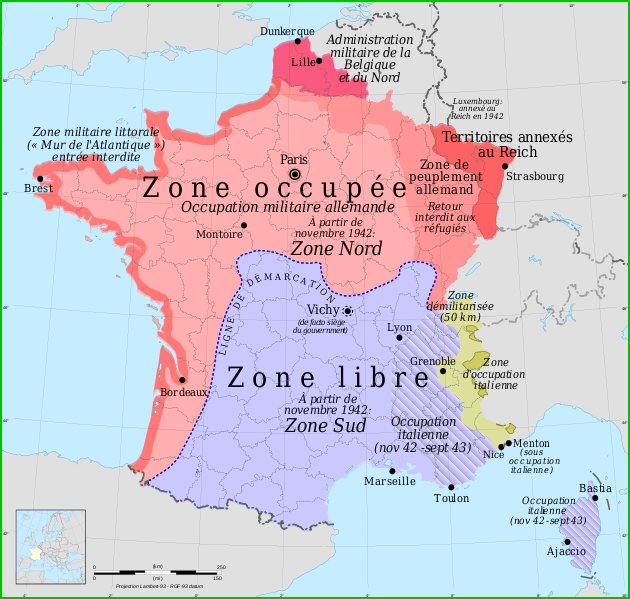 Dunkerque
Administration
militaire de la
Belgique
et du Nord
Lille
Luxembourg:
annexé au
Reich en 1942
Zone militaire littorale
(« Mur de l'Atlantique »)
entrée interdite
Territoires annexés
au Reich
Brest
Paris
Zone de
peuplement
allemand
Strasbourg
Zone occupée
Occupation militaire allemande
Retour
interdit aux
réfugiés
Montoire
À partir de
novembre 1942:
Zone Nord
LIGNE DE DÉMARCATION
Vichy
(de facto siège
du gouvernement)
Zone
démilitarisée
(50 km)
Lyon
Grenoble
Zone
d'occupation
italienne
Bordeaux
Zone libre
À partir de
novembre 1942:
Zone Sud
Occupation
italienne
(nov 42 -sept 43)
Menton
(sous
occupation
italienne)
Nice
Marseille
Toulon
Bastia
Occupation
italienne
(nov 42 -sept 43)
Ajaccio
0 (km) 250
0 (mi) 150
Projection Lambert-93 - RGF-93 datum